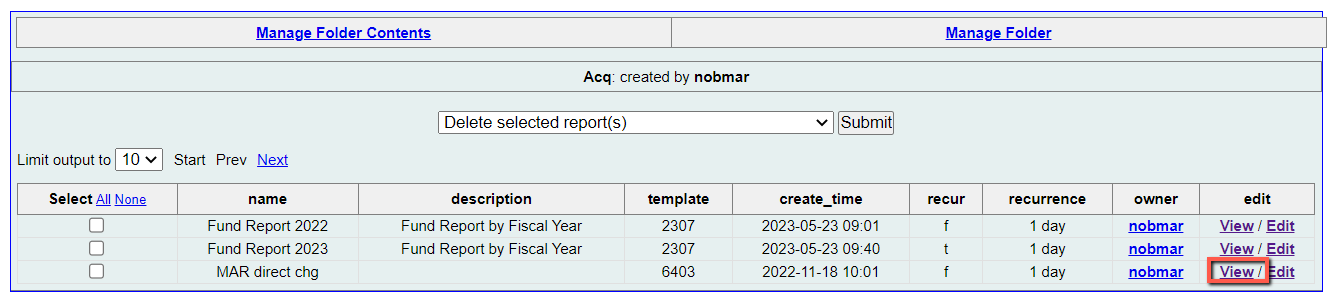 Manage Folder Contents Manage Folder
Acq: created by nobmar
Delete selected report(s) Submit
Limit output to 10 Start Prev Next
Select All None name description template create_time recur recurrence owner edit
Fund Report 2022 Fund Report by Fiscal Year 2307 2023-05-23 09:01 f 1 day nobmar View / Edit
Fund Report 2023 Fund Report by Fiscal Year 2307 2023-05-23 09:40 t 1 day nobmar View / Edit
MAR direct chg 6403 2022-11-18 10:01 f 1 day nobmar View / Edit